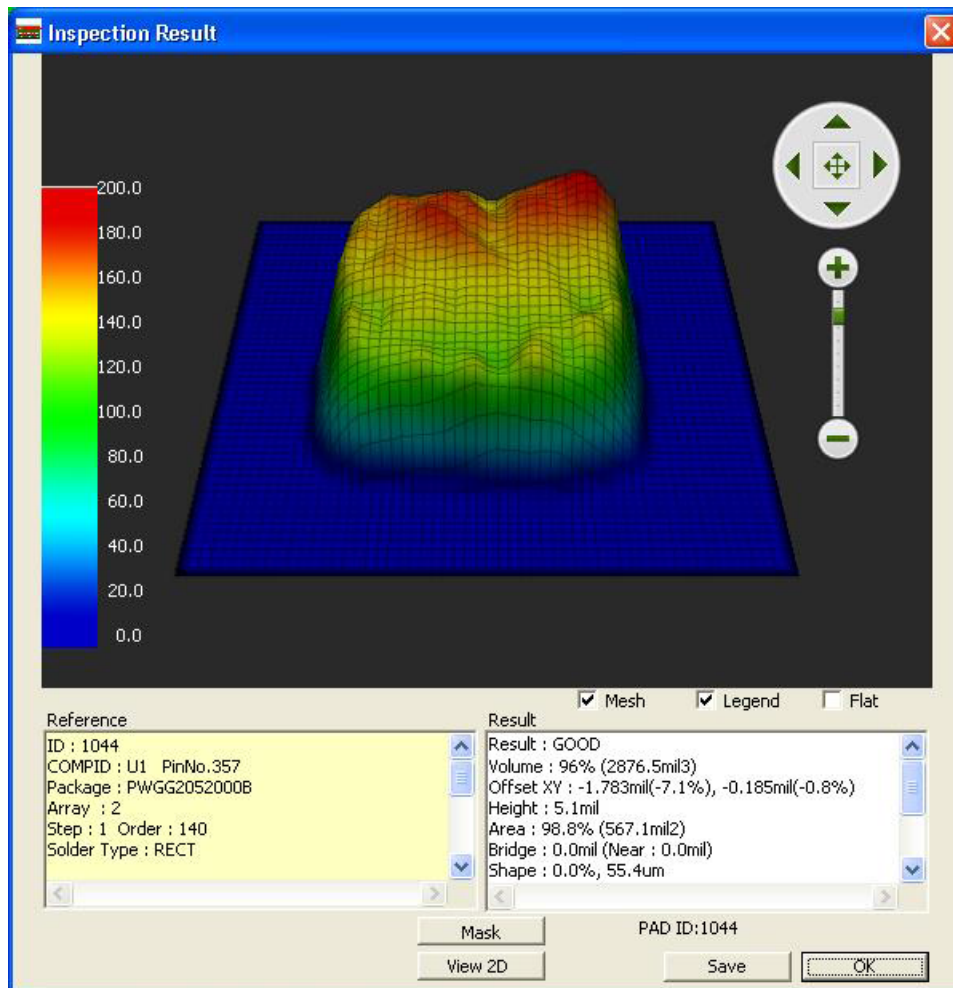 Inspection Result
200.0
180.0
160.0
140.0
120.0
100.0
80.0
60.0
40.0
20.0
0.0
Mesh Legend Flat
Reference
ID : 1044
COMPID : U1 PinNo.357
Package : PWGG2052000B
Array : 2
Step : 1 Order : 140
Solder Type : RECT
Result
Result : GOOD
Volume : 96% (2876.5mil3)
Offset XY : -1.783mil(-7.1%), -0.185mil(-0.8%)
Height : 5.1mil
Area : 98.8% (567.1mil2)
Bridge : 0.0mil (Near : 0.0mil)
Shape : 0.0%, 55.4um
Mask
PAD ID:1044
View 2D
Save
OK